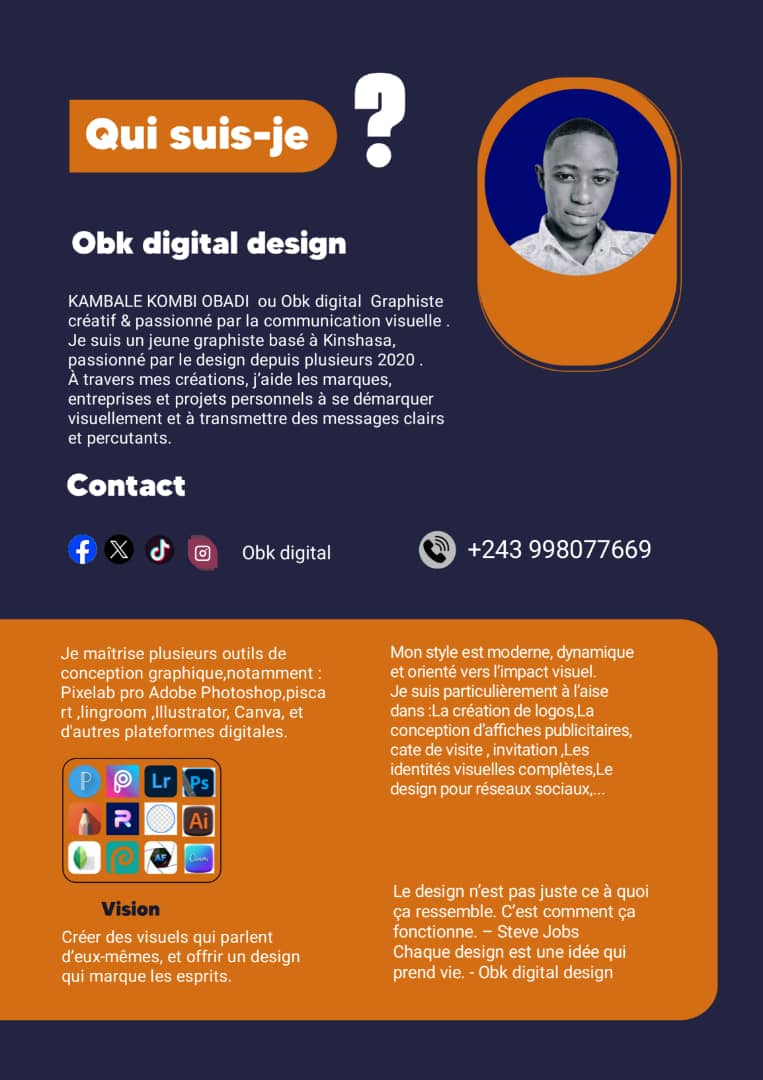 Qui suis-je ?
Obk digital design
KAMBALE KOMBI OBADI ou Obk digital Graphiste
créatif & passionné par la communication visuelle .
Je suis un jeune graphiste basé à Kinshasa,
passionné par le design depuis plusieurs 2020 .
À travers mes créations, j'aide les marques,
entreprises et projets personnels à se démarquer
visuellement et à transmettre des messages clairs
et percutants.
Contact
Obk digital
+243 998077669
Je maîtrise plusieurs outils de
conception graphique,notamment :
Pixelab pro Adobe Photoshop,pisca
rt ,lingroom ,Illustrator, Canva, et
d'autres plateformes digitales.
P P Lr Ps
R Ai
AF Canva
Vision
Créer des visuels qui parlent
d'eux-mêmes, et offrir un design
qui marque les esprits.
Mon style est moderne, dynamique
et orienté vers l'impact visuel.
Je suis particulièrement à l'aise
dans :La création de logos,La
conception d'affiches publicitaires,
cate de visite , invitation ,Les
identités visuelles complètes,Le
design pour réseaux sociaux,...
Le design n'est pas juste ce à quoi
ça ressemble. C'est comment ça
fonctionne. – Steve Jobs
Chaque design est une idée qui
prend vie. - Obk digital design